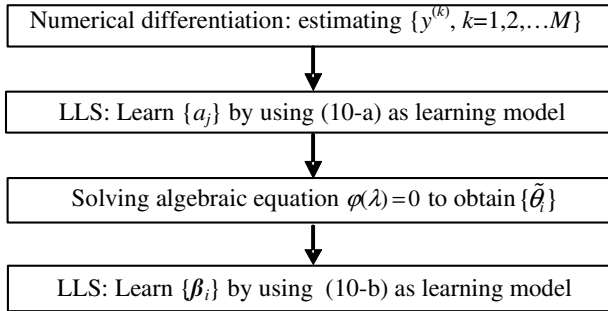 Numerical differentiation: estimating {y^(k), k=1,2,…M}
LLS: Learn {a_j} by using (10-a) as learning model
Solving algebraic equation φ(λ)=0 to obtain {θ̃_i}
LLS: Learn {β_i} by using (10-b) as learning model